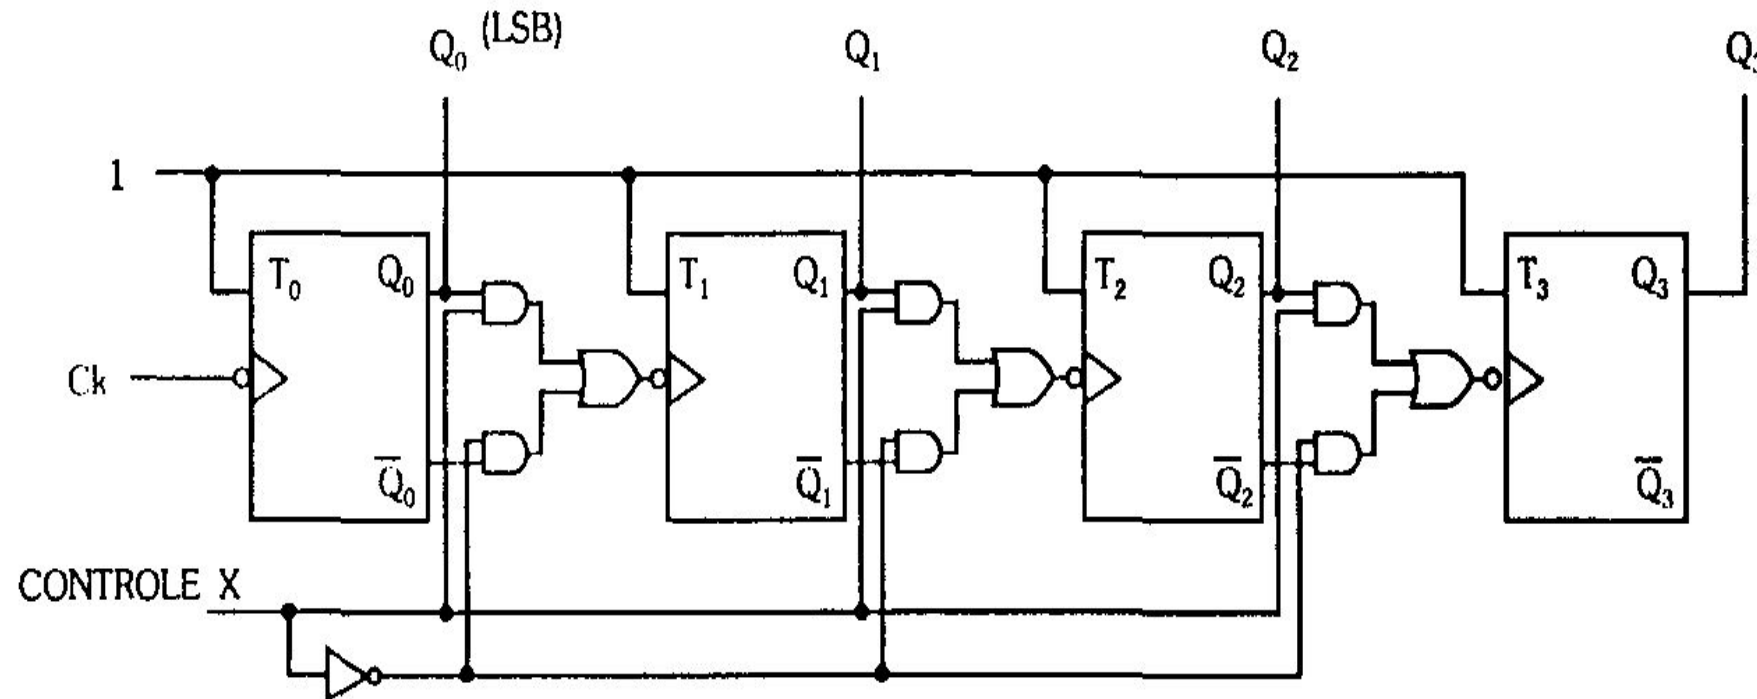 Q₀ (LSB)
Q₁
Q₂
Q₃
1
T₀ Q₀
T₁ Q₁
T₂ Q₂
T₃ Q₃
Ck
Q̅₀
Q̅₁
Q̅₂
Q̅₃
CONTROLE X